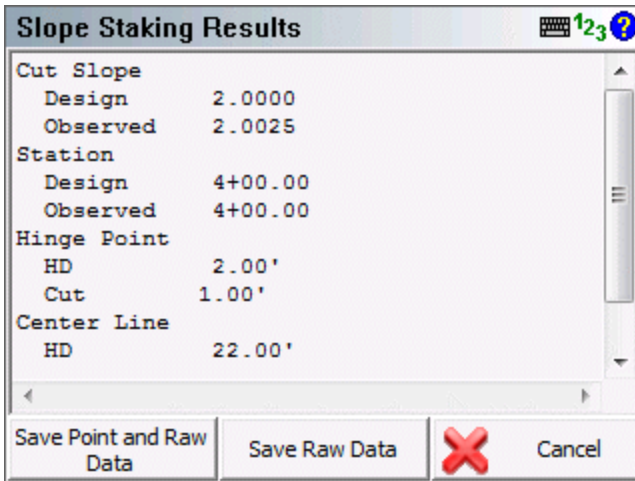 Slope Staking Results
123 ?
Cut Slope
Design 2.0000
Observed 2.0025
Station
Design 4+00.00
Observed 4+00.00
Hinge Point
HD 2.00'
Cut 1.00'
Center Line
HD 22.00'
Save Point and Raw
Data
Save Raw Data
Cancel